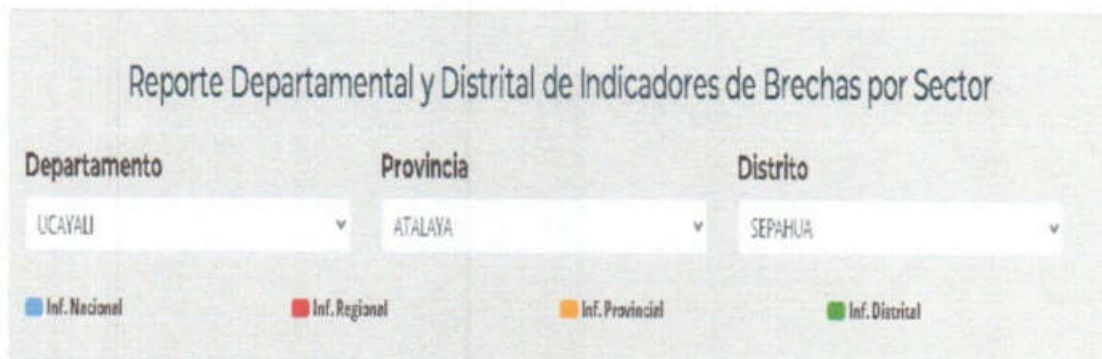 Reporte Departamental y Distrital de Indicadores de Brechas por Sector
Departamento Provincia Distrito
UCAYALI ATALAYA SEPAHUA
Inf. Nacional Inf. Regional Inf. Provincial Inf. Distrital